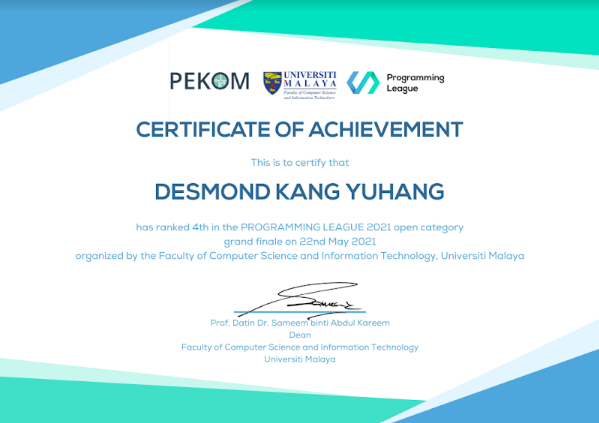 PEKOM
UNIVERSITI
MALAYA
Faculty of Computer Science
and Information Technology
Programming
League
CERTIFICATE OF ACHIEVEMENT
This is to certify that
DESMOND KANG YUHANG
has ranked 4th in the PROGRAMMING LEAGUE 2021 open category
grand finale on 22nd May 2021
organized by the Faculty of Computer Science and Information Technology, Universiti Malaya
Prof. Datin Dr. Sameem binti Abdul Kareem
Dean
Faculty of Computer Science and Information Technology
Universiti Malaya